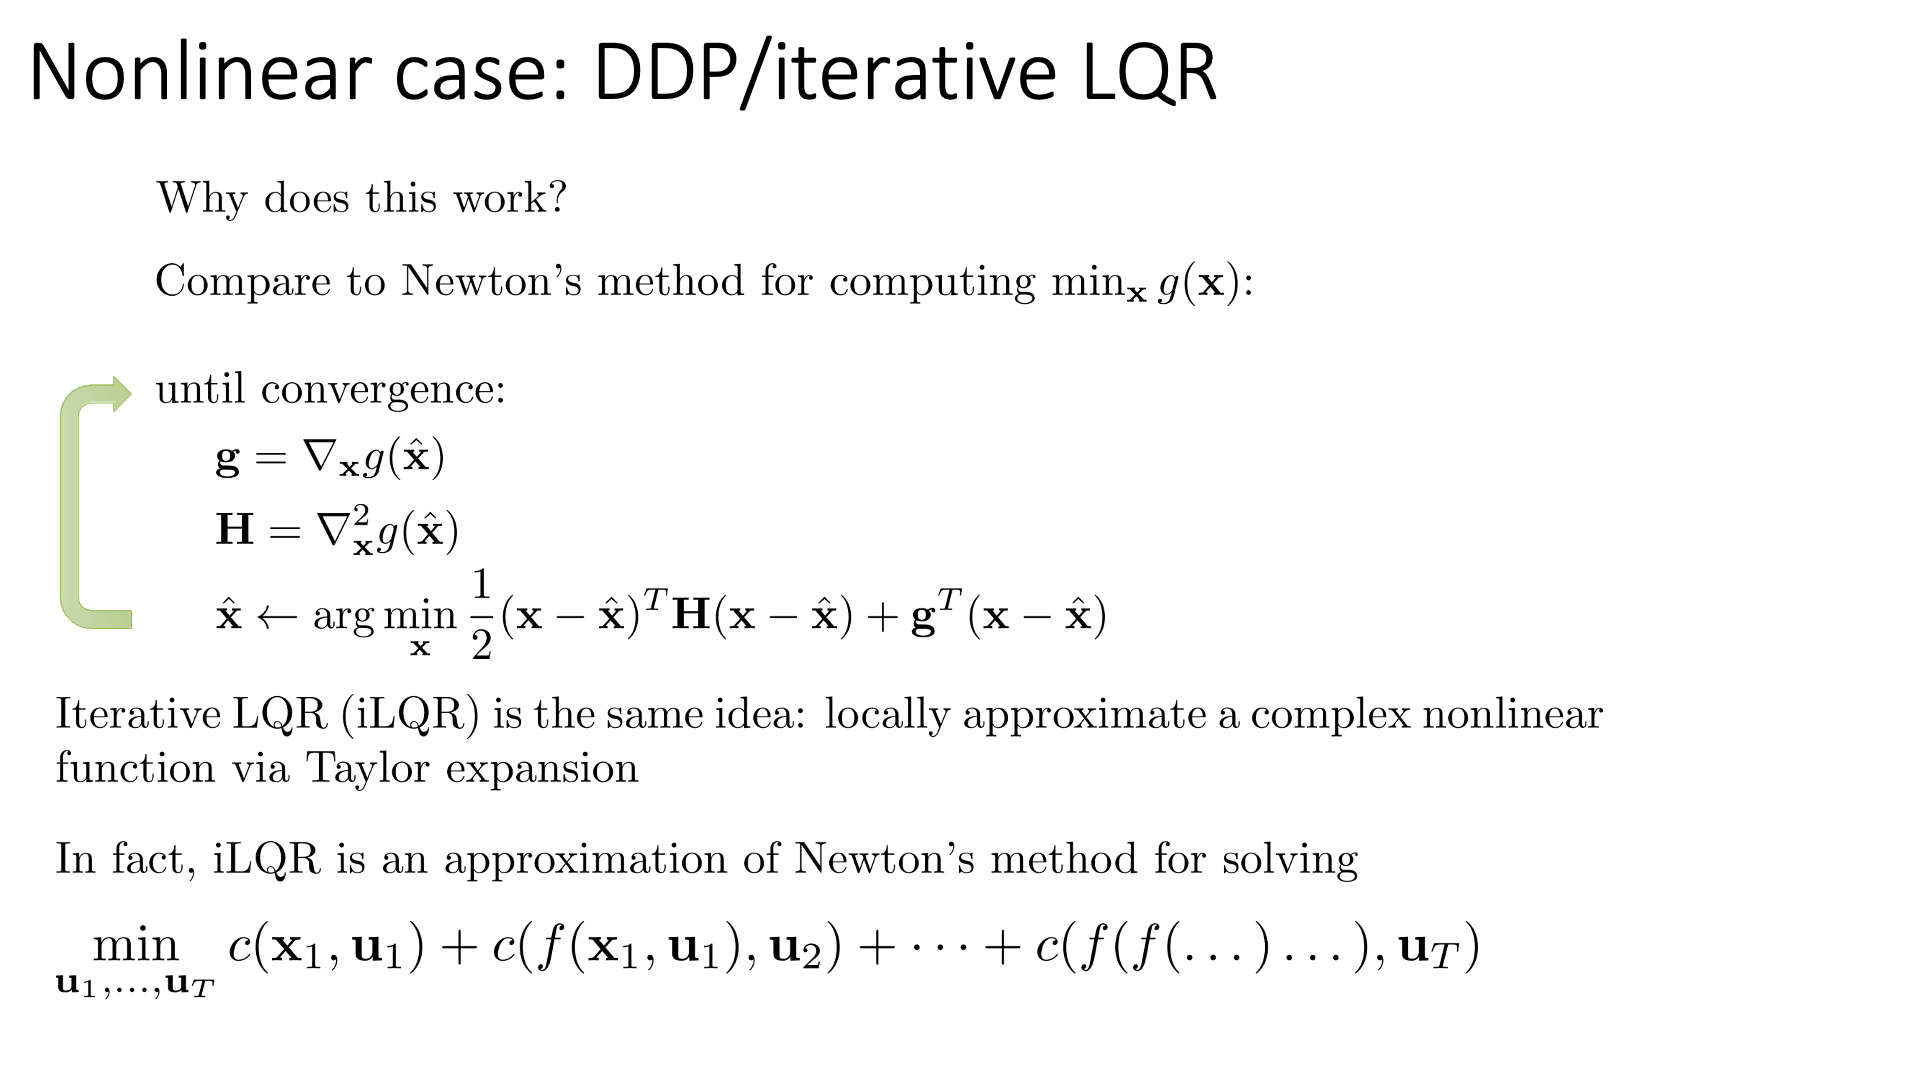 Nonlinear case: DDP/iterative LQR
Why does this work?
Compare to Newton's method for computing $\min_{\mathbf{x}} g(\mathbf{x})$:
until convergence:
$\mathbf{g} = \nabla_{\mathbf{x}} g(\hat{\mathbf{x}})$
$\mathbf{H} = \nabla_{\mathbf{x}}^2 g(\hat{\mathbf{x}})$
$\hat{\mathbf{x}} \leftarrow \arg\min_{\mathbf{x}} \frac{1}{2}(\mathbf{x} - \hat{\mathbf{x}})^T \mathbf{H}(\mathbf{x} - \hat{\mathbf{x}}) + \mathbf{g}^T(\mathbf{x} - \hat{\mathbf{x}})$
Iterative LQR (iLQR) is the same idea: locally approximate a complex nonlinear
function via Taylor expansion
In fact, iLQR is an approximation of Newton's method for solving
$\min_{\mathbf{u}_1,\ldots,\mathbf{u}_T} c(\mathbf{x}_1, \mathbf{u}_1) + c(f(\mathbf{x}_1, \mathbf{u}_1), \mathbf{u}_2) + \cdots + c(f(f(\ldots)\ldots), \mathbf{u}_T)$